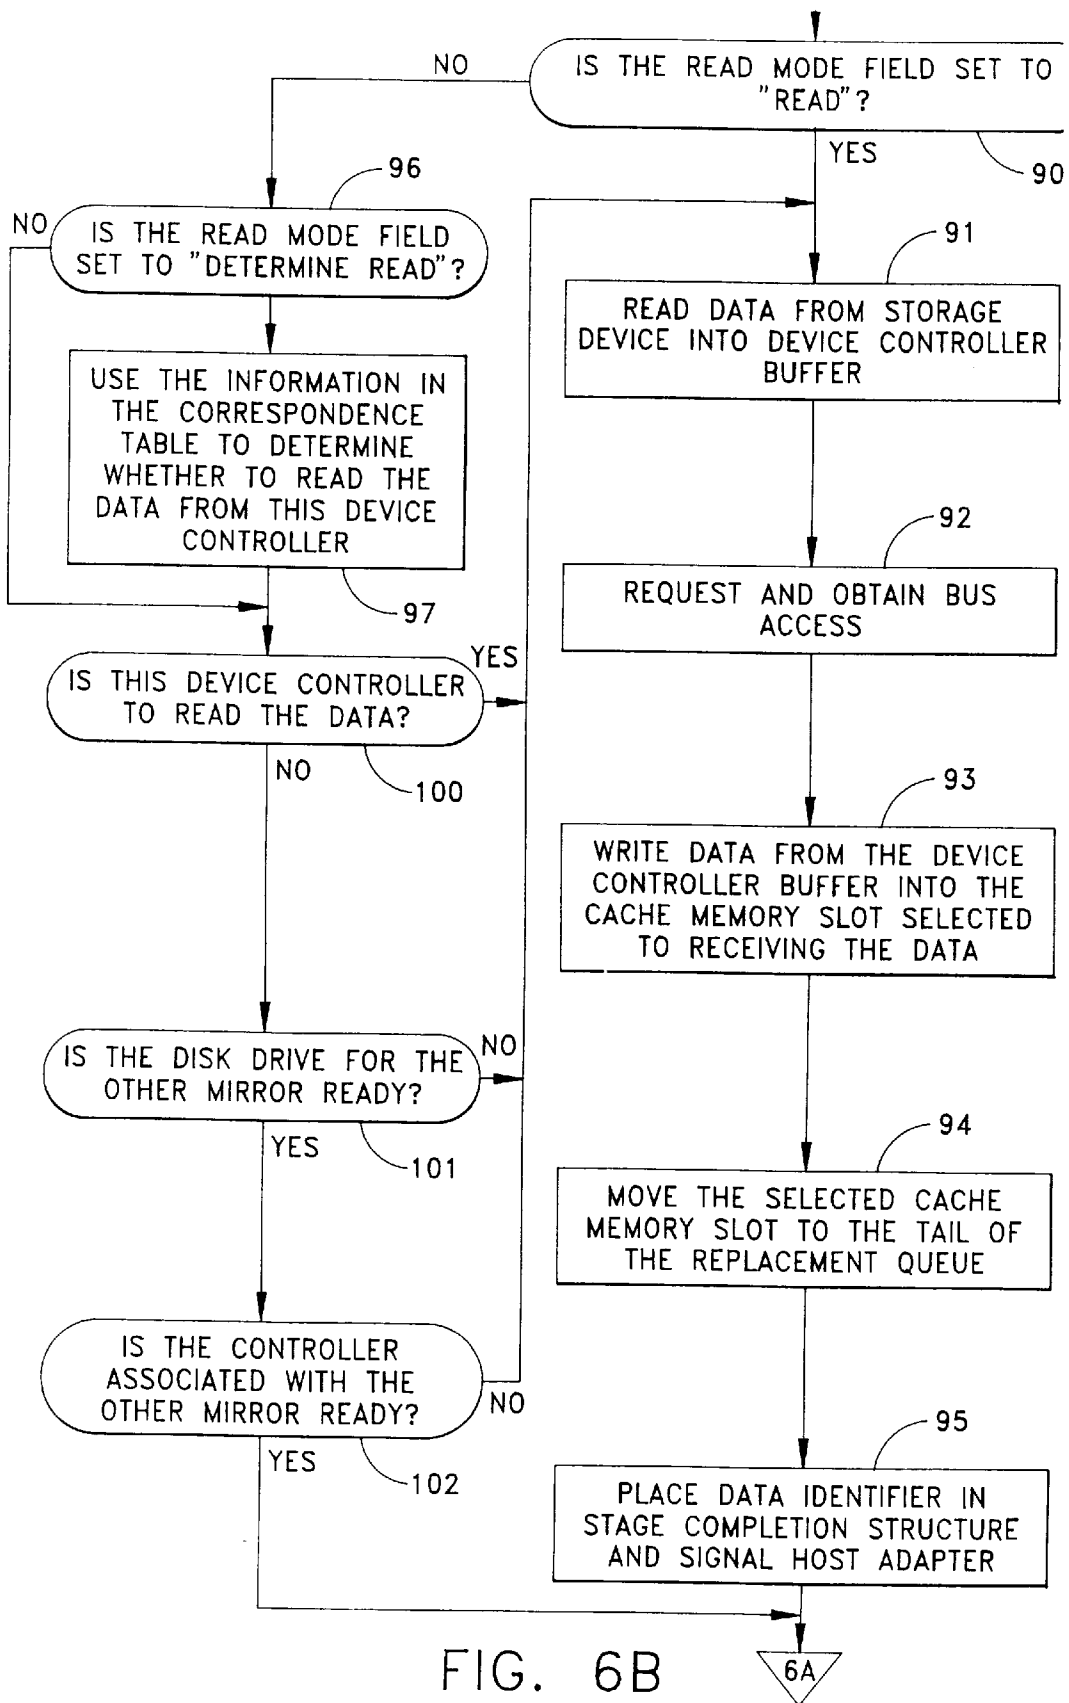 NO
IS THE READ MODE FIELD SET TO
"READ"?
YES
90
96
NO
IS THE READ MODE FIELD
SET TO "DETERMINE READ"?
91
READ DATA FROM STORAGE
DEVICE INTO DEVICE CONTROLLER
BUFFER
USE THE INFORMATION IN
THE CORRESPONDENCE
TABLE TO DETERMINE
WHETHER TO READ THE
DATA FROM THIS DEVICE
CONTROLLER
97
92
REQUEST AND OBTAIN BUS
ACCESS
YES
IS THIS DEVICE CONTROLLER
TO READ THE DATA?
NO
100
93
WRITE DATA FROM THE DEVICE
CONTROLLER BUFFER INTO THE
CACHE MEMORY SLOT SELECTED
TO RECEIVING THE DATA
NO
IS THE DISK DRIVE FOR THE
OTHER MIRROR READY?
YES
101
94
MOVE THE SELECTED CACHE
MEMORY SLOT TO THE TAIL OF
THE REPLACEMENT QUEUE
IS THE CONTROLLER
ASSOCIATED WITH THE
OTHER MIRROR READY?
NO
YES
102
95
PLACE DATA IDENTIFIER IN
STAGE COMPLETION STRUCTURE
AND SIGNAL HOST ADAPTER
6A
FIG. 6B